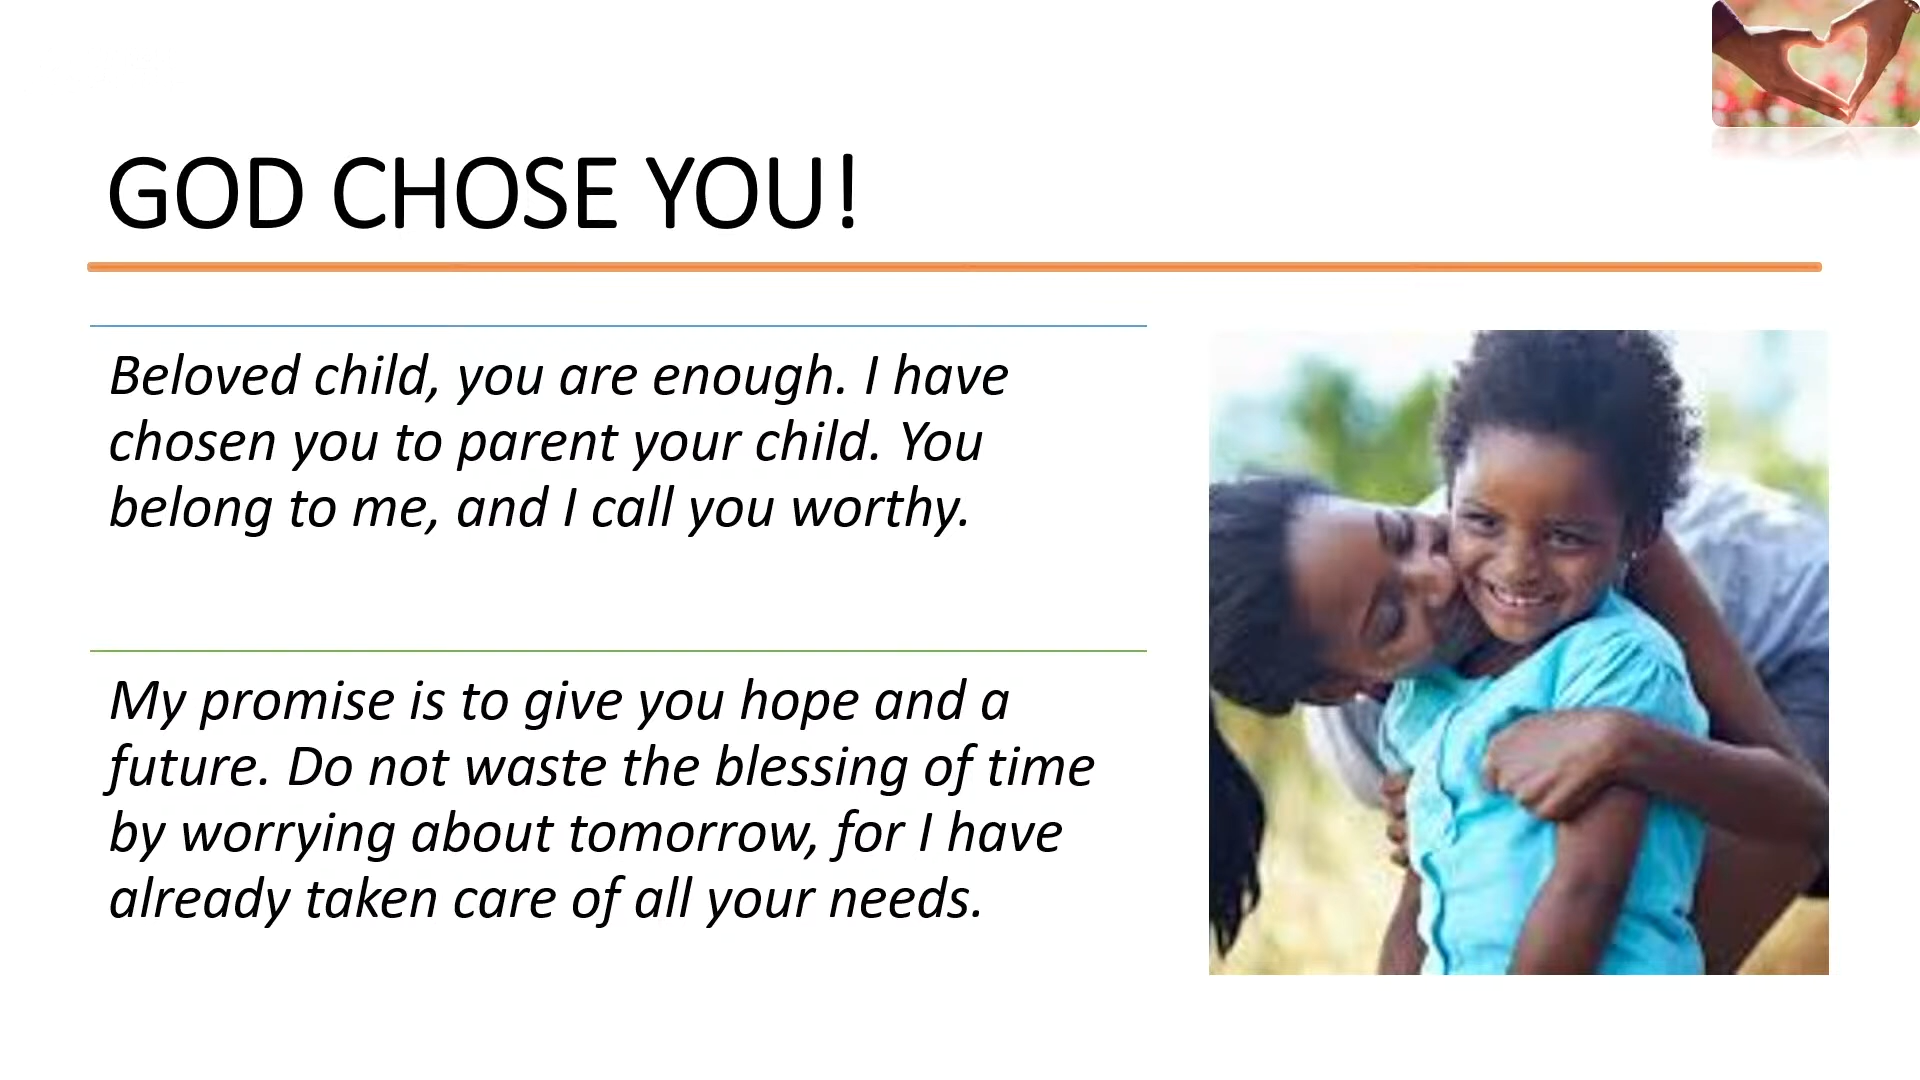 GOD CHOSE YOU!
Beloved child, you are enough. I have
chosen you to parent your child. You
belong to me, and I call you worthy.
My promise is to give you hope and a
future. Do not waste the blessing of time
by worrying about tomorrow, for I have
already taken care of all your needs.